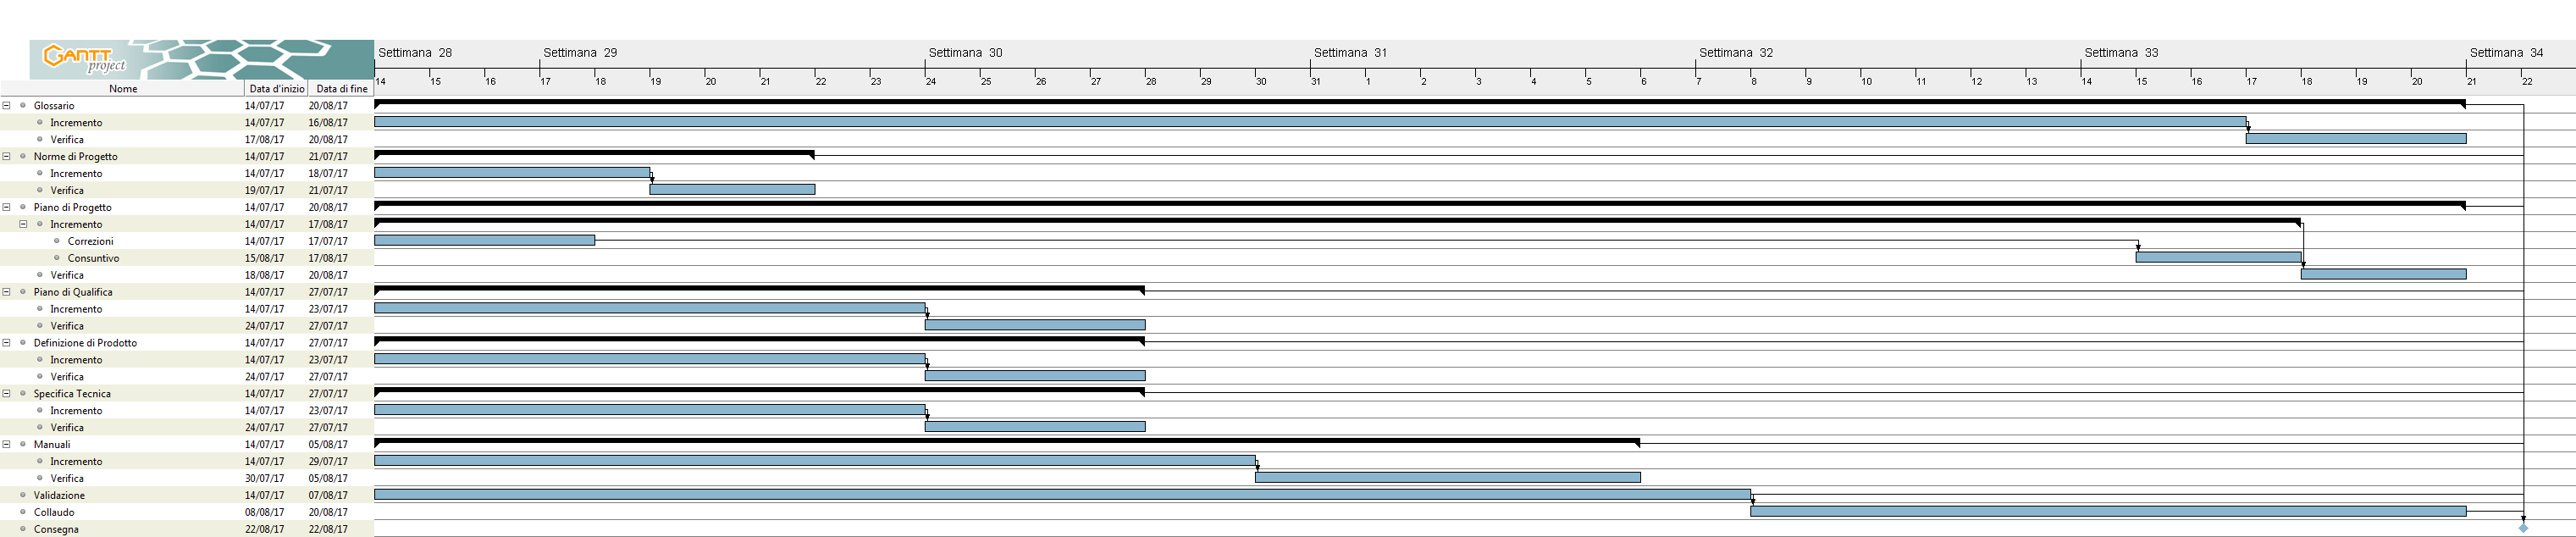 GANTT project
Settimana 28 Settimana 29 Settimana 30 Settimana 31 Settimana 32 Settimana 33 Settimana 34
14 15 16 17 18 19 20 21 22 23 24 25 26 27 28 29 30 31 1 2 3 4 5 6 7 8 9 10 11 12 13 14 15 16 17 18 19 20 21 22
Nome Data d'inizio Data di fine
Glossario 14/07/17 20/08/17
Incremento 14/07/17 16/08/17
Verifica 17/08/17 20/08/17
Norme di Progetto 14/07/17 21/07/17
Incremento 14/07/17 18/07/17
Verifica 19/07/17 21/07/17
Piano di Progetto 14/07/17 20/08/17
Incremento 14/07/17 17/08/17
Correzioni 14/07/17 17/07/17
Consuntivo 15/08/17 17/08/17
Verifica 18/08/17 20/08/17
Piano di Qualifica 14/07/17 27/07/17
Incremento 14/07/17 23/07/17
Verifica 24/07/17 27/07/17
Definizione di Prodotto 14/07/17 27/07/17
Incremento 14/07/17 23/07/17
Verifica 24/07/17 27/07/17
Specifica Tecnica 14/07/17 27/07/17
Incremento 14/07/17 23/07/17
Verifica 24/07/17 27/07/17
Manuali 14/07/17 05/08/17
Incremento 14/07/17 29/07/17
Verifica 30/07/17 05/08/17
Validazione 14/07/17 07/08/17
Collaudo 08/08/17 20/08/17
Consegna 22/08/17 22/08/17